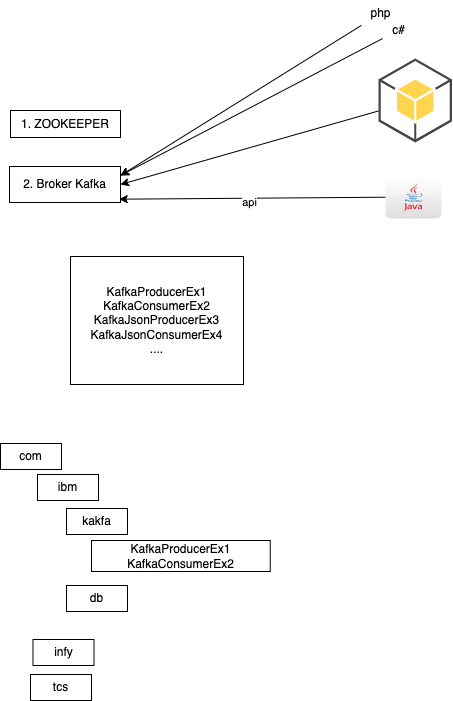 php
c#
1. ZOOKEEPER
2. Broker Kafka
api
Java
KafkaProducerEx1
KafkaConsumerEx2
KafkaJsonProducerEx3
KafkaJsonConsumerEx4
....
com
ibm
kakfa
KafkaProducerEx1
KafkaConsumerEx2
db
infy
tcs